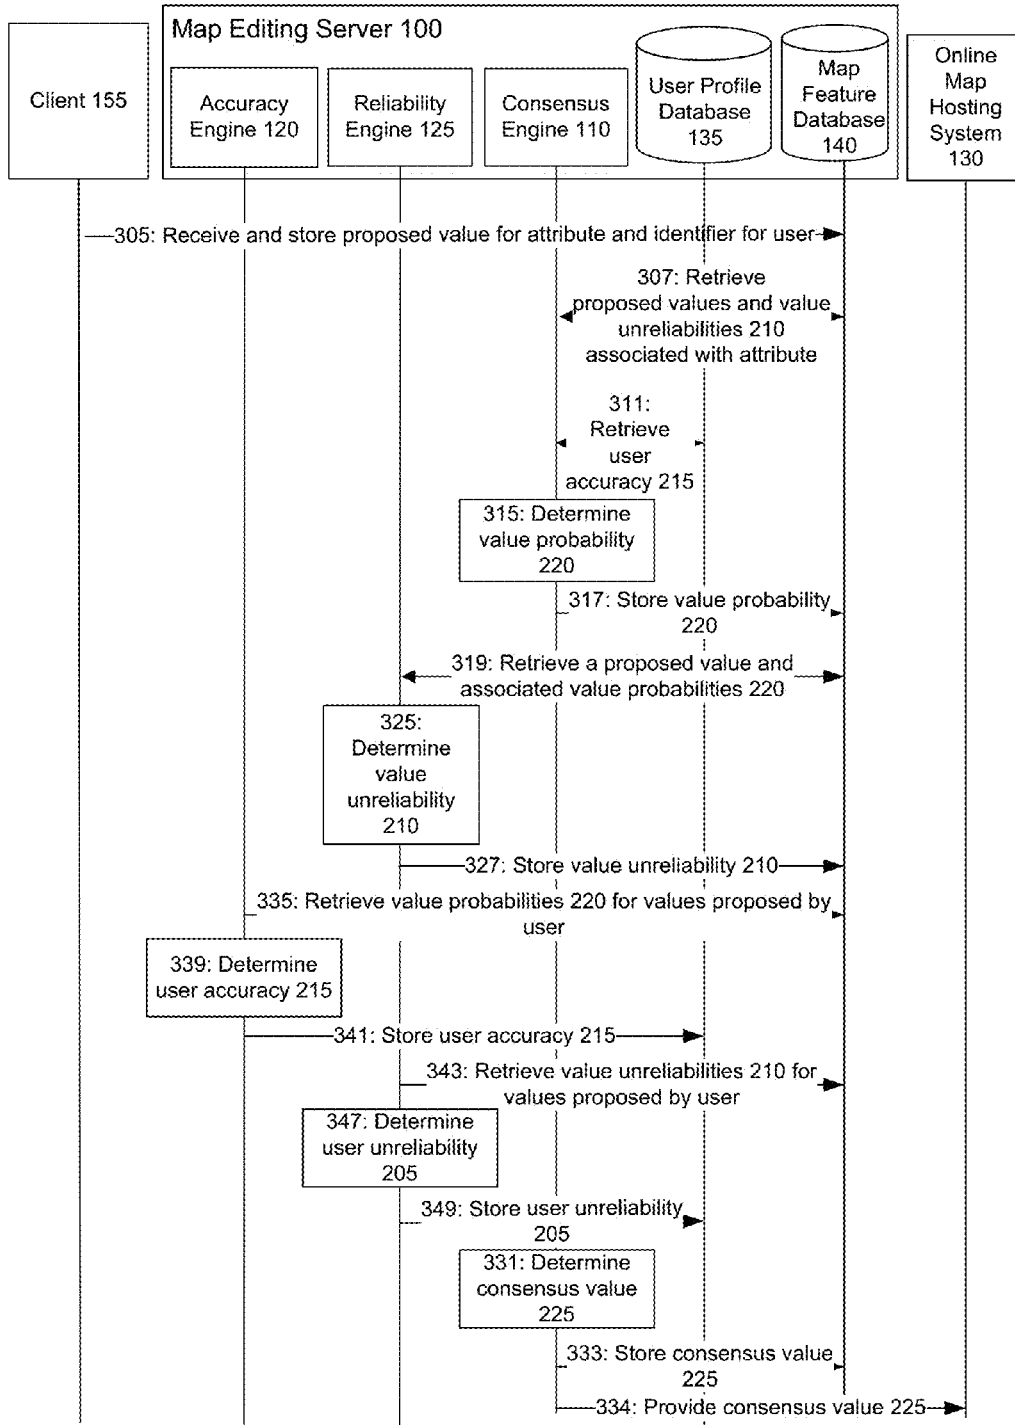 Map Editing Server 100
Client 155
Accuracy
Engine 120
Reliability
Engine 125
Consensus
Engine 110
User Profile
Database
135
Map
Feature
Database
140
Online
Map
Hosting
System
130
305: Receive and store proposed value for attribute and identifier for user
307: Retrieve
proposed values and value
unreliabilities 210
associated with attribute
311:
Retrieve
user
accuracy 215
315: Determine
value probability
220
317: Store value probability
220
319: Retrieve a proposed value and
associated value probabilities 220
325:
Determine
value
unreliability
210
327: Store value unreliability 210
335: Retrieve value probabilities 220 for values proposed by
user
339: Determine
user accuracy 215
341: Store user accuracy 215
343: Retrieve value unreliabilities 210 for
values proposed by user
347: Determine
user unreliability
205
349: Store user unreliability
205
331: Determine
consensus value
225
333: Store consensus value
225
334: Provide consensus value 225